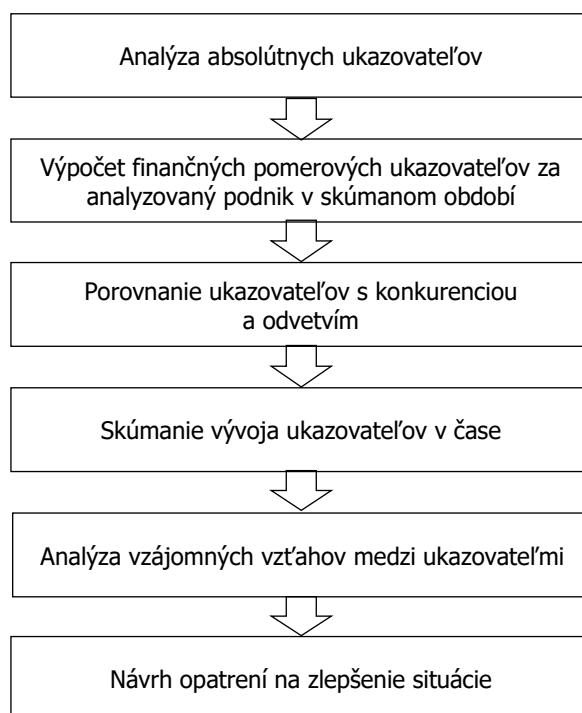 Analýza absolútnych ukazovateľov
Výpočet finančných pomerových ukazovateľov za
analyzovaný podnik v skúmanom období
Porovnanie ukazovateľov s konkurenciou
a odvetvím
Skúmanie vývoja ukazovateľov v čase
Analýza vzájomných vzťahov medzi ukazovateľmi
Návrh opatrení na zlepšenie situácie